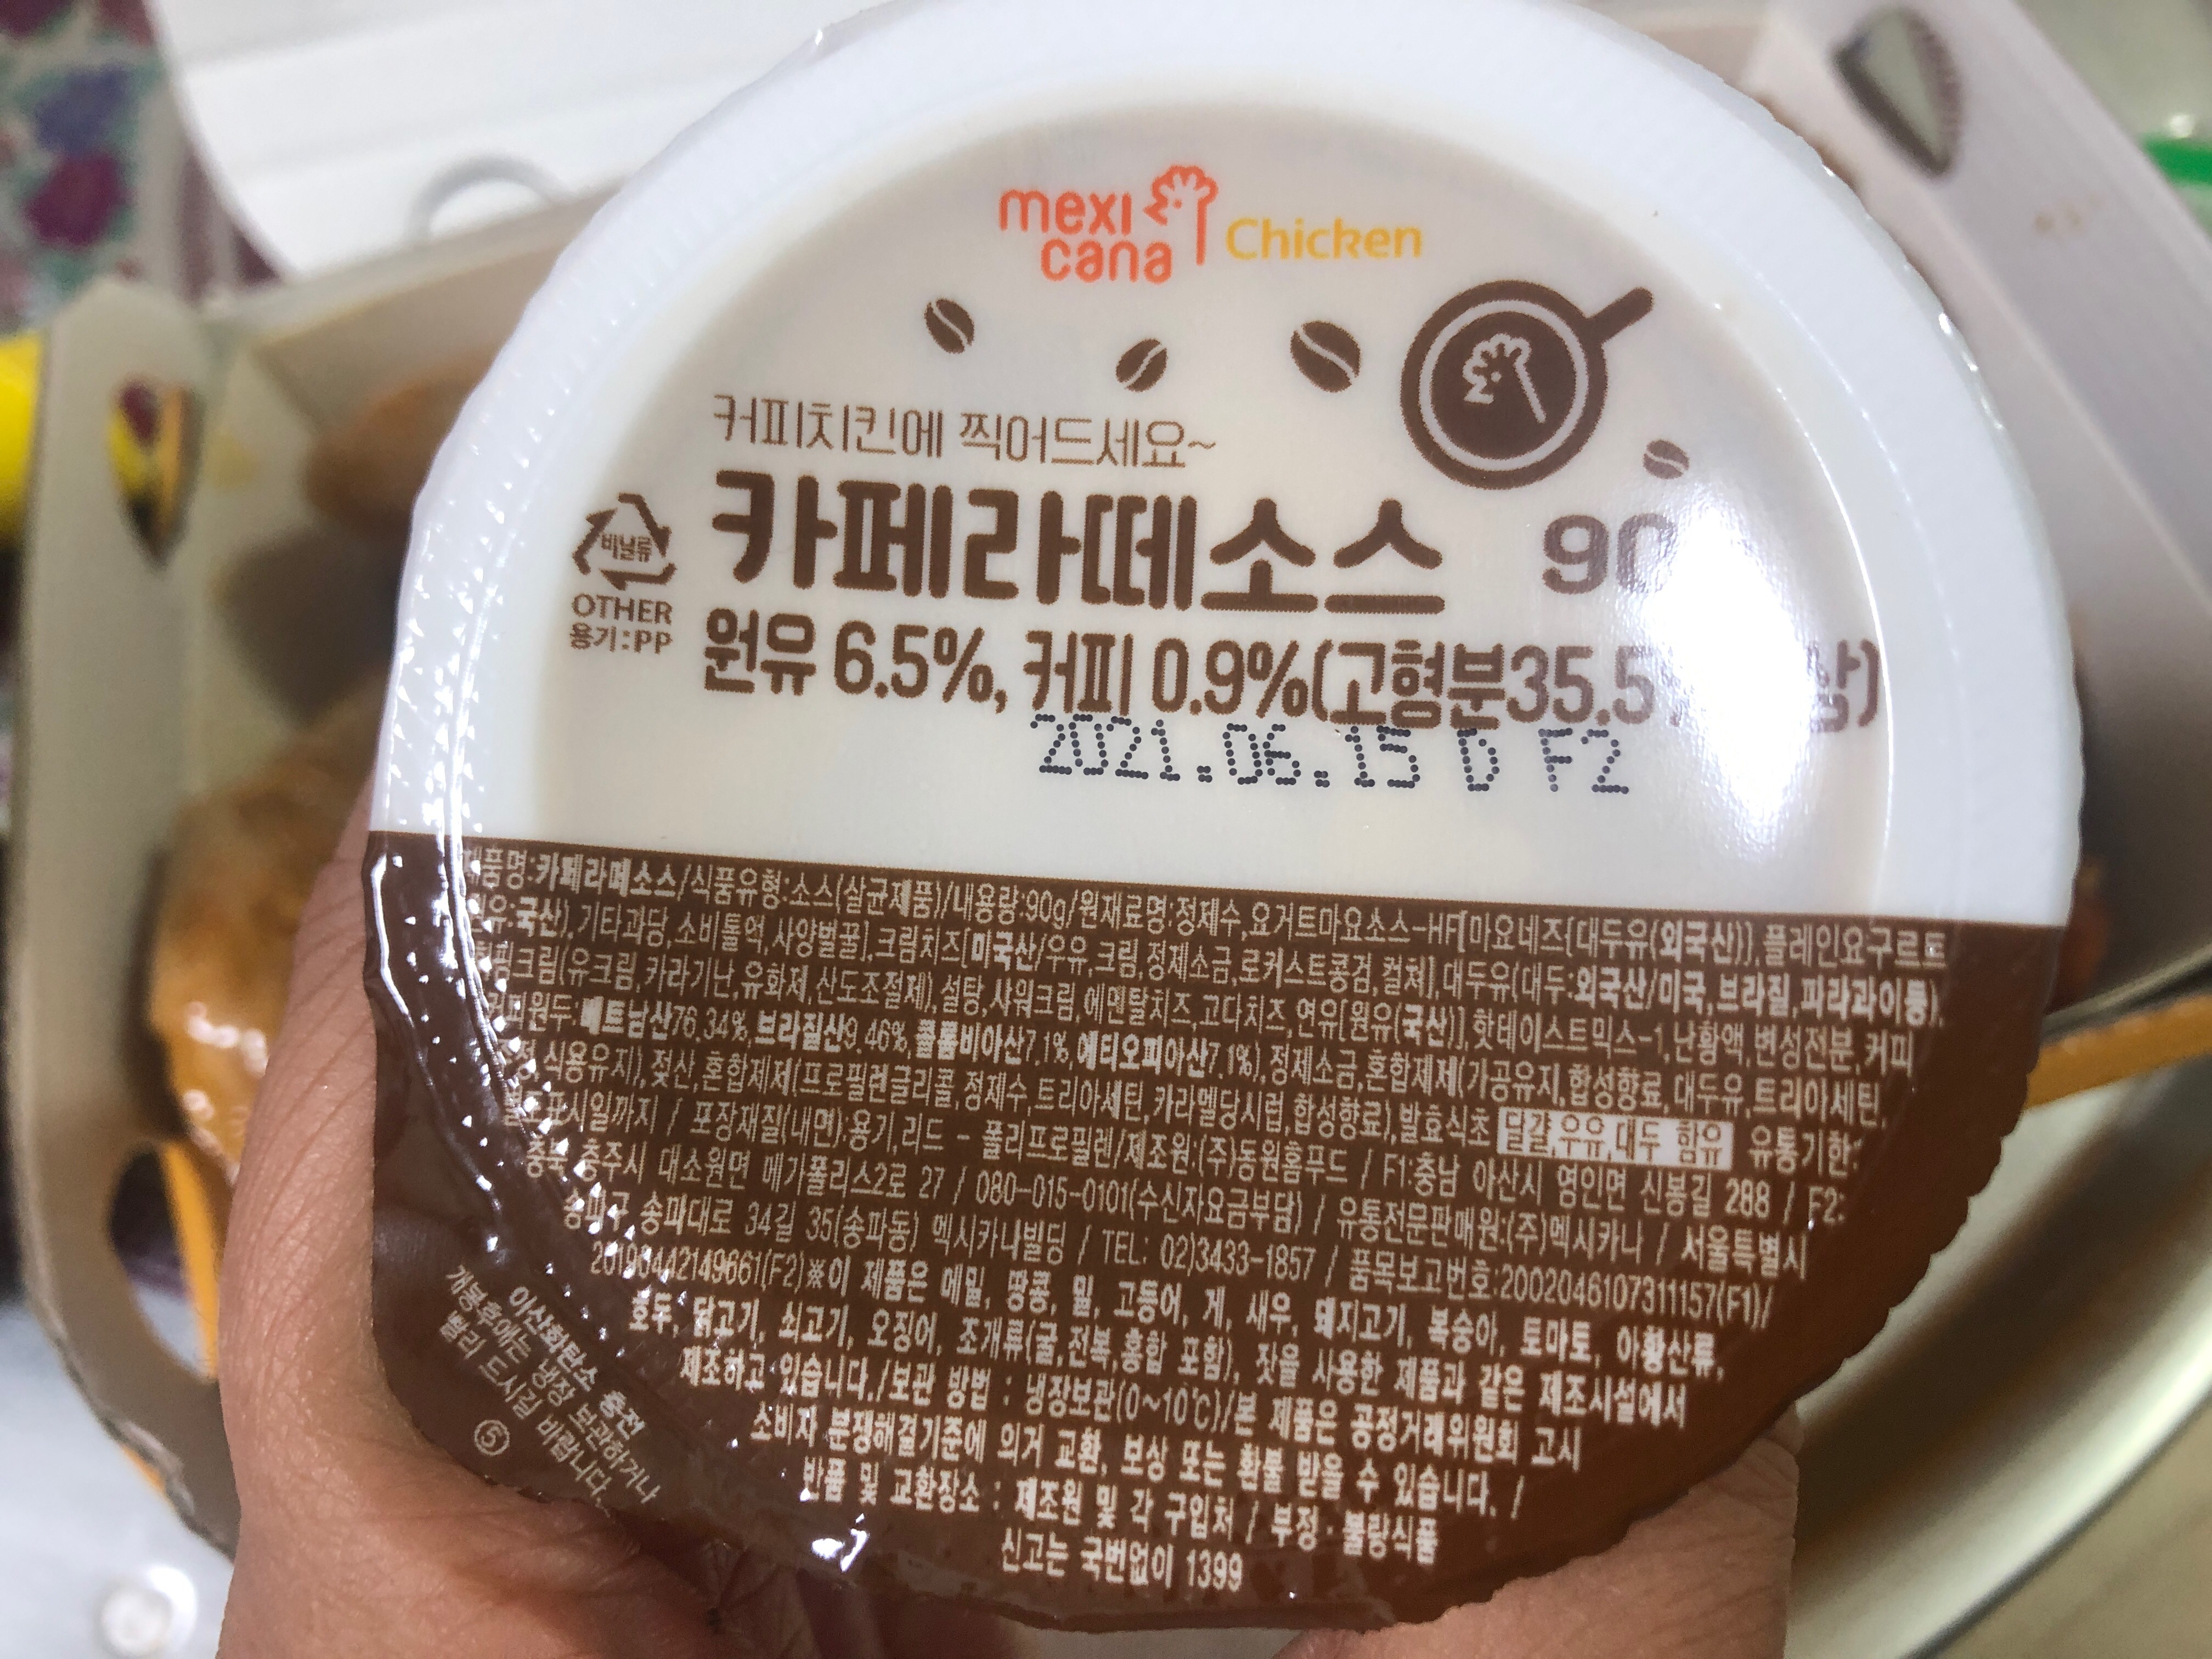 mexi
cana Chicken
커피치킨에 찍어드세요~
카페라떼소스 90
비닐류
OTHER
용기:PP
원유 6.5%, 커피 0.9%(고형분35.5
2021.06.15 D F2
제품명:카페라떼소스/식품유형:소스(살균제품)/내용량:90g/원재료명:정제수,요거트마요소스-HF[마요네즈[대두유(외국산)],플레인요구르트
국산),기타과당,소비톨액,사양벌꿀],크림치즈[미국산/우유,크림,정제소금,로커스트콩검,컬쳐],대두유(대두:외국산/미국,브라질,파라과이등),
크림(유크림,카라기난,유화제,산도조절제),설탕,사워크림,에멘탈치즈,고다치즈,연유[원유(국산)],핫테이스트믹스-1,난황액,변성전분,커피
커피원두:베트남산76.34%,브라질산9.46%,콜롬비아산7.1%,에티오피아산7.1%),정제소금,혼합제제(가공유지,합성향료,대두유,트리아세틴,
식용유지),젖산,혼합제제(프로필렌글리콜,정제수,트리아세틴,카라멜당시럽,합성향료),발효식초 달걀,우유,대두 함유 유통기한:
표시일까지 / 포장재질(내면):용기,리드 - 폴리프로필렌/제조원:(주)동원홈푸드 / F1:충남 아산시 염인면 신봉길 288 / F2:
충북 충주시 대소원면 메가폴리스2로 27 / 080-015-0101(수신자요금부담) / 유통전문판매원:(주)멕시카나 / 서울특별시
송파구 송파대로 34길 35(송파동) 멕시카나빌딩 / TEL: 02)3433-1857 / 품목보고번호:2002046107311157(F1)/
20190442149661(F2)※이 제품은 메밀, 땅콩, 밀, 고등어, 게, 새우, 돼지고기, 복숭아, 토마토, 아황산류,
호두, 닭고기, 쇠고기, 오징어, 조개류(굴,전복,홍합 포함), 잣을 사용한 제품과 같은 제조시설에서
제조하고 있습니다./보관 방법 : 냉장보관(0~10℃)/본 제품은 공정거래위원회 고시
소비자 분쟁해결기준에 의거 교환, 보상 또는 환불 받을 수 있습니다. /
반품 및 교환장소 : 제조원 및 각 구입처 / 부정·불량식품
신고는 국번없이 1399
이산화탄소 충전
개봉후에는 냉장 보관하거나
빨리 드시길 바랍니다.
⑤